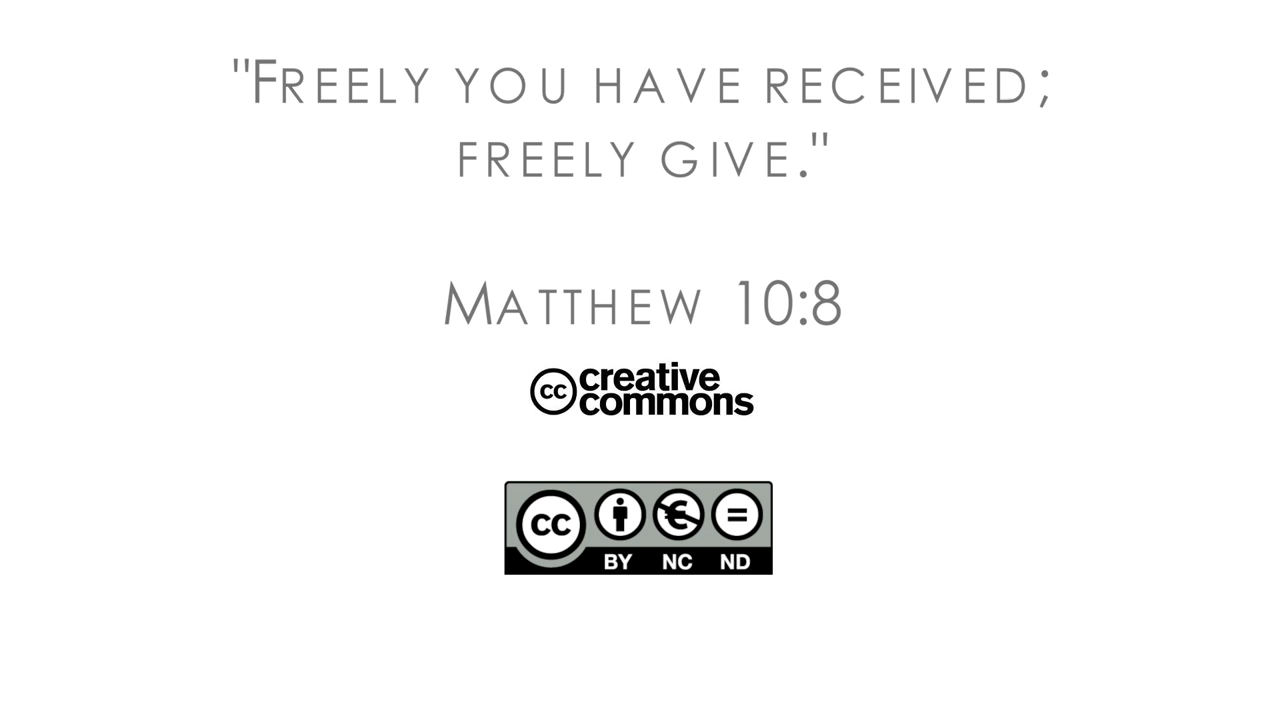 "FREELY YOU HAVE RECEIVED;
FREELY GIVE."
MATTHEW 10:8
cc creative
commons
cc BY NC ND